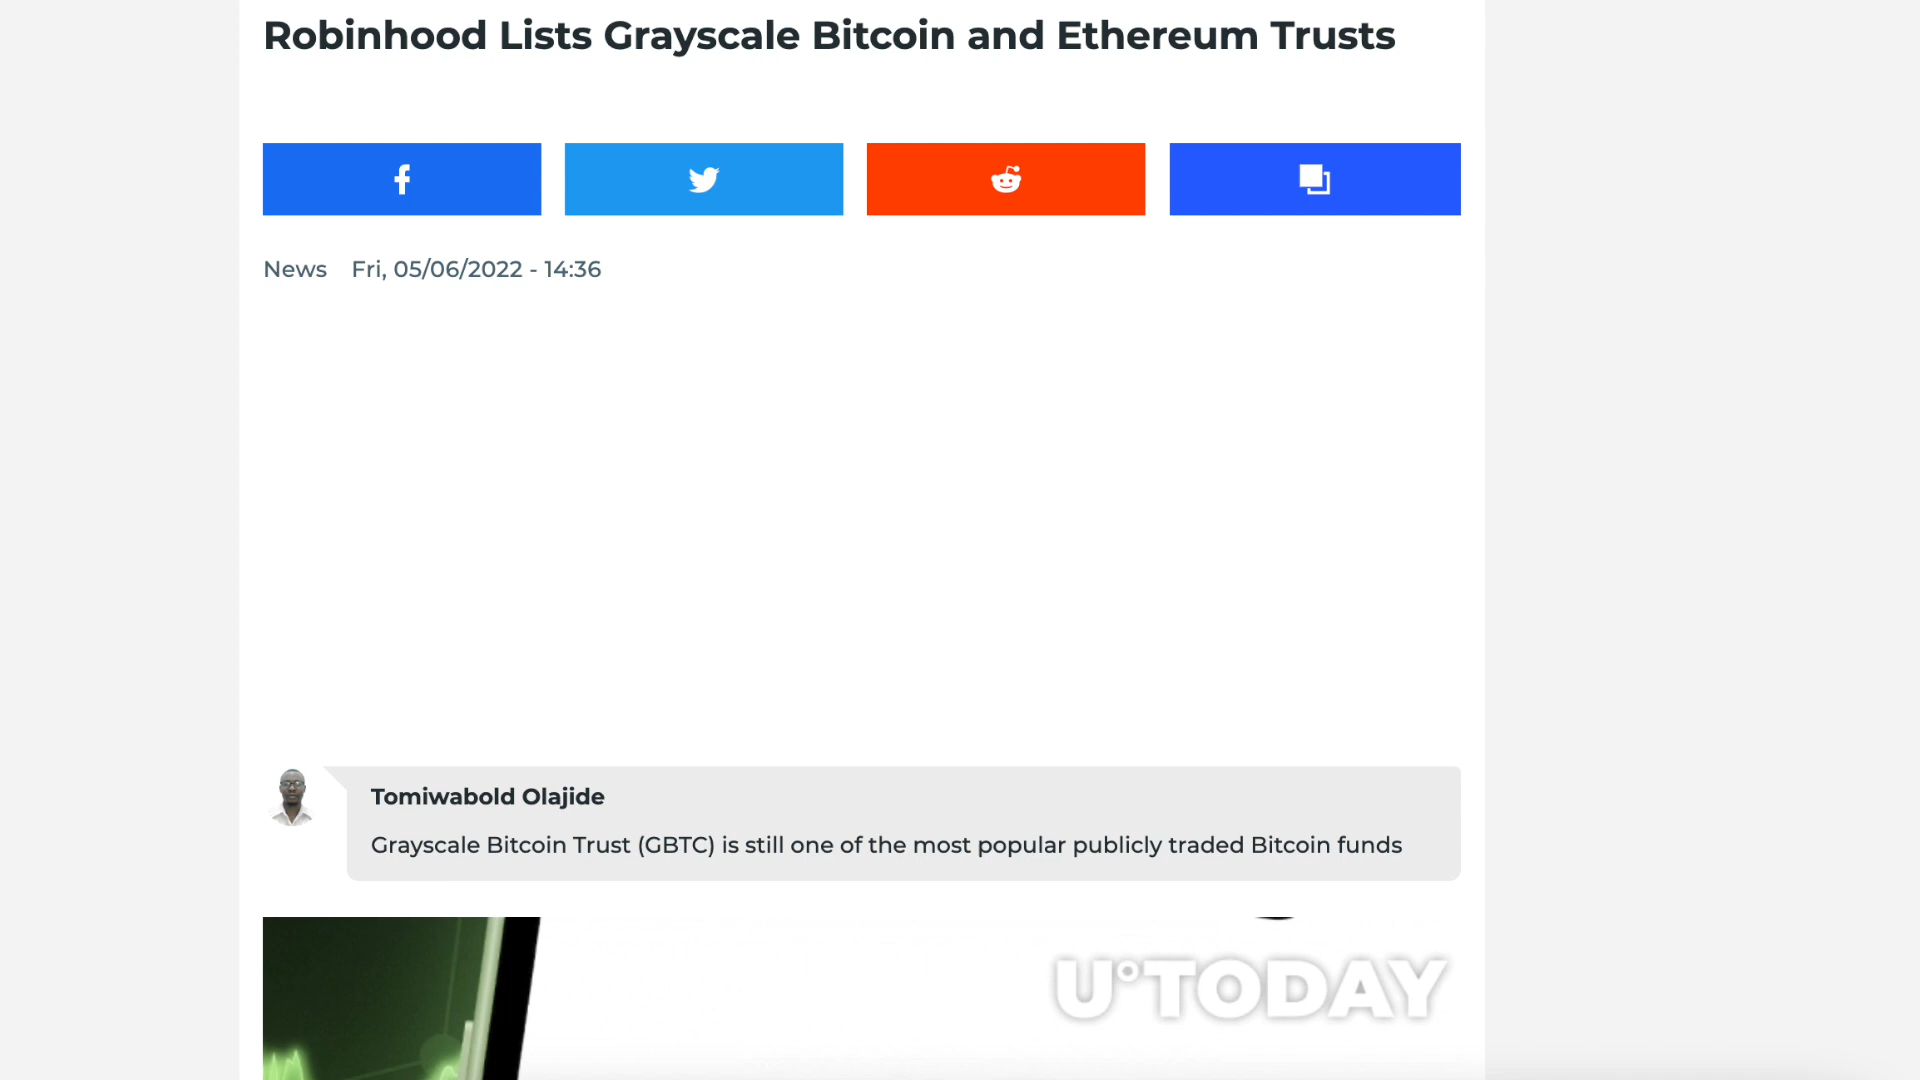 Robinhood Lists Grayscale Bitcoin and Ethereum Trusts
News Fri, 05/06/2022 - 14:36
Tomiwabold Olajide
Grayscale Bitcoin Trust (GBTC) is still one of the most popular publicly traded Bitcoin funds
U°TODAY